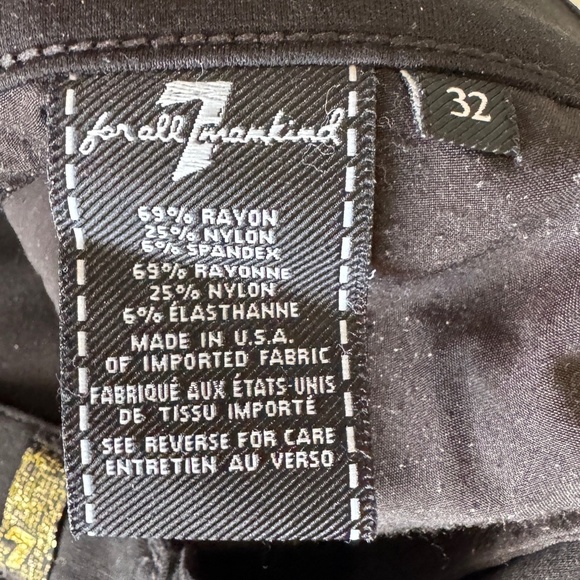 7
for all mankind
32
69% RAYON
25% NYLON
6% SPANDEX
69% RAYONNE
25% NYLON
6% ÉLASTHANNE
MADE IN U.S.A.
OF IMPORTED FABRIC
FABRIQUÉ AUX ÉTATS-UNIS
DE TISSU IMPORTÉ
SEE REVERSE FOR CARE
ENTRETIEN AU VERSO